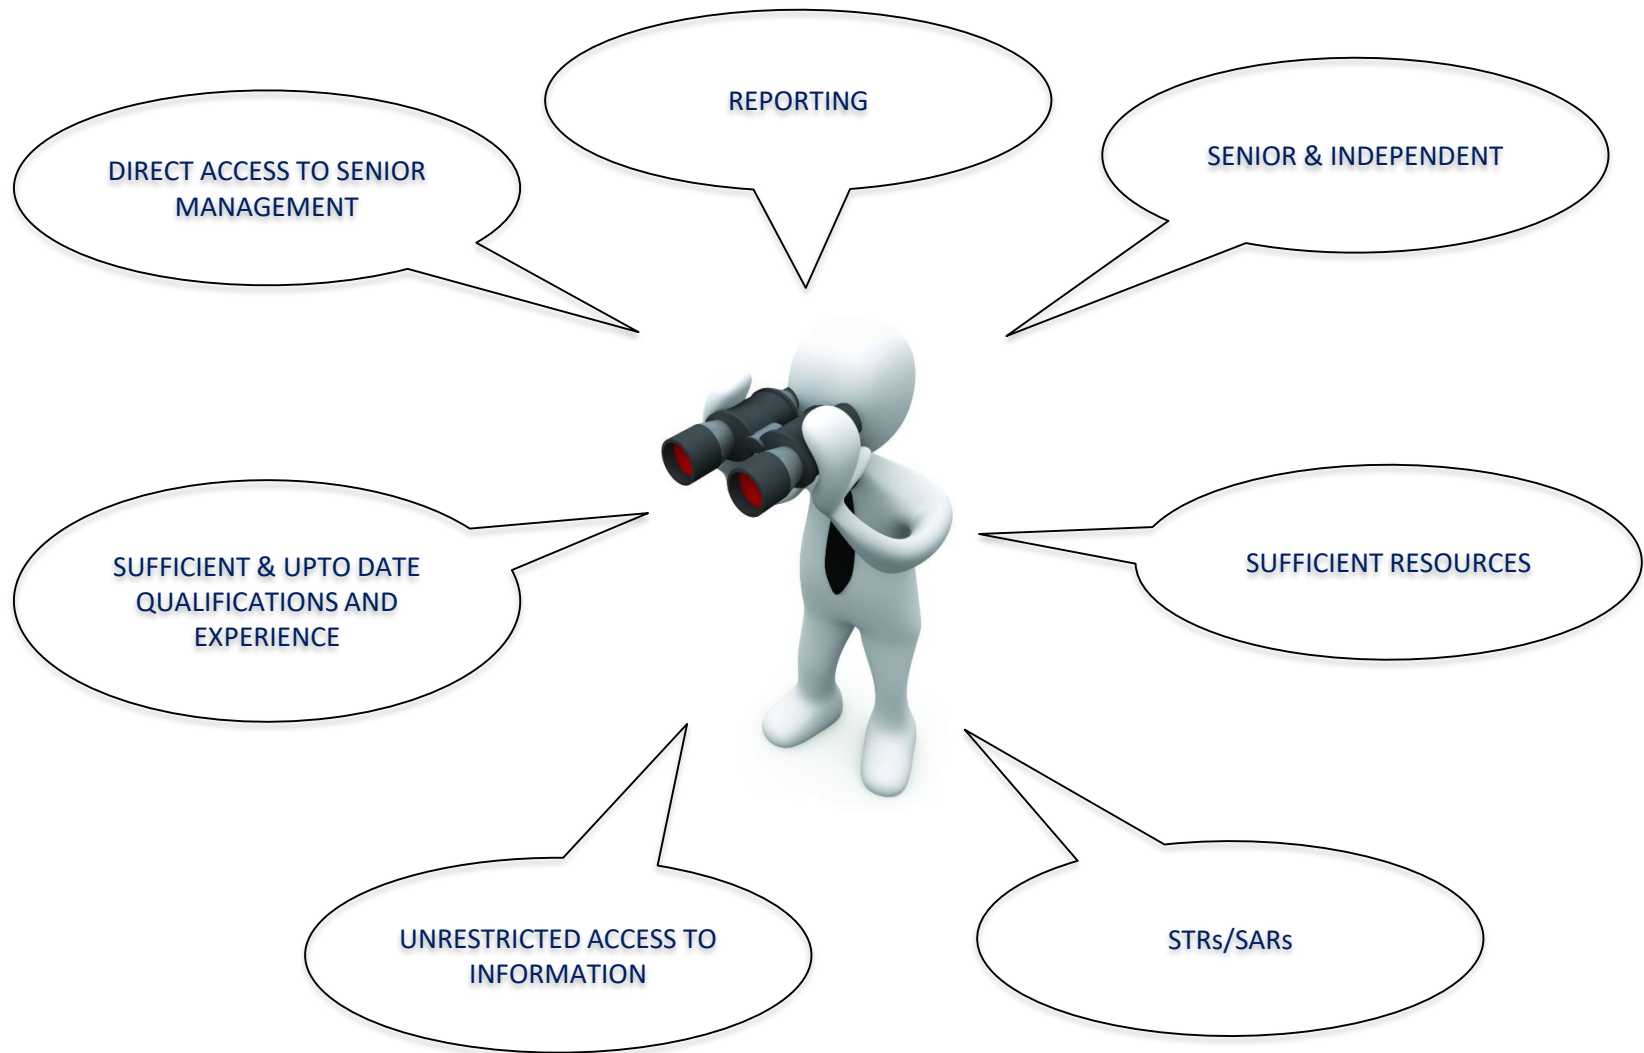 REPORTING
DIRECT ACCESS TO SENIOR
MANAGEMENT
SENIOR & INDEPENDENT
SUFFICIENT & UPTO DATE
QUALIFICATIONS AND
EXPERIENCE
SUFFICIENT RESOURCES
UNRESTRICTED ACCESS TO
INFORMATION
STRs/SARs